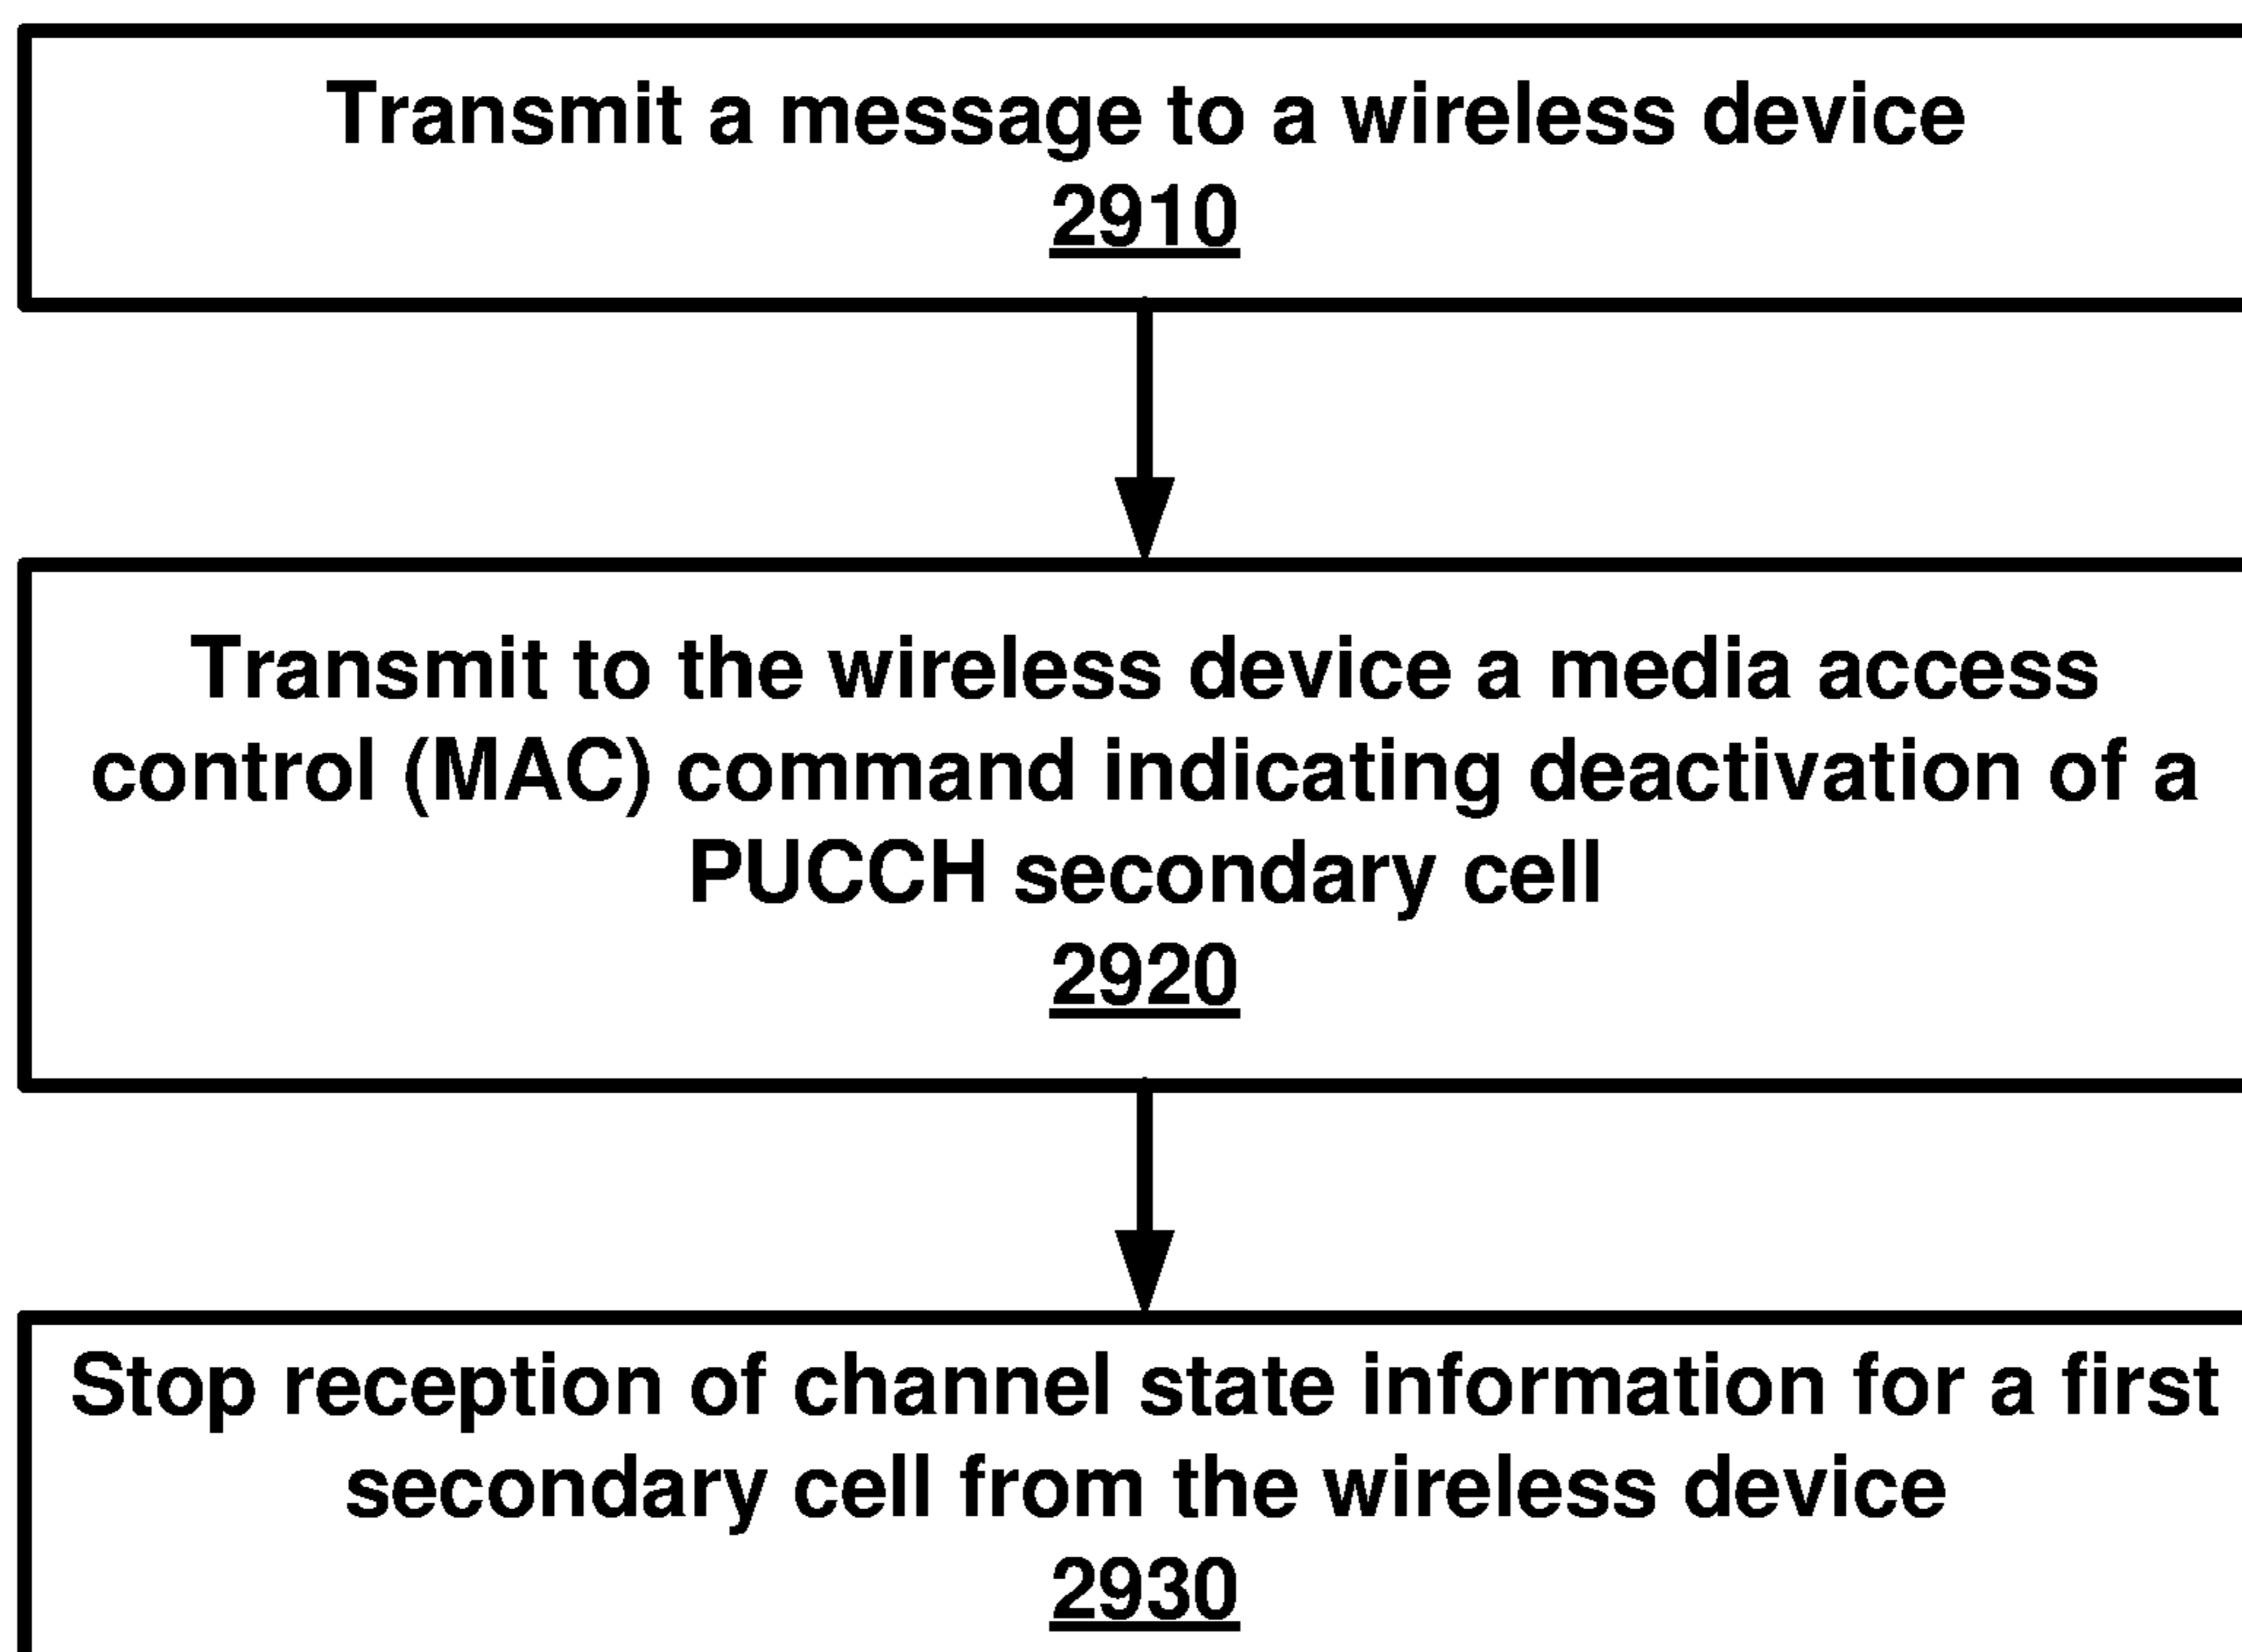 Transmit a message to a wireless device
2910
Transmit to the wireless device a media access
control (MAC) command indicating deactivation of a
PUCCH secondary cell
2920
Stop reception of channel state information for a first
secondary cell from the wireless device
2930